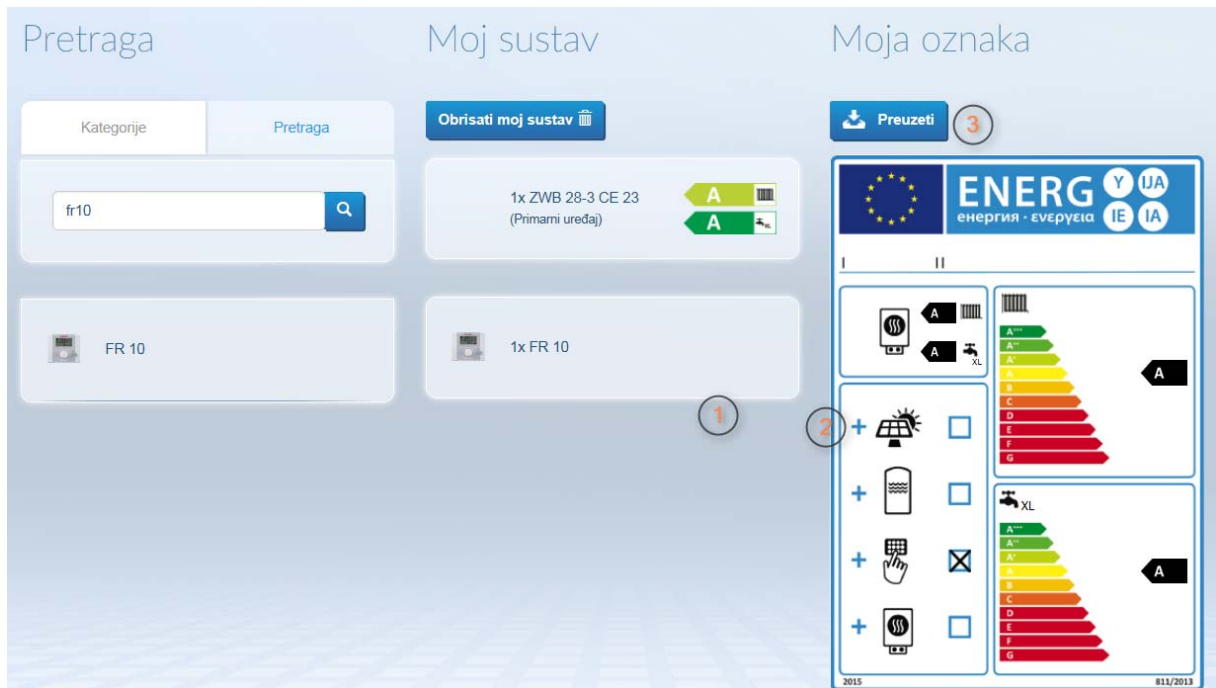 Pretraga
Kategorije
Pretraga
fr10
FR 10
Moj sustav
Obrisati moj sustav
1x ZWB 28-3 CE 23
(Primarni uređaj)
A
A
XL
1x FR 10
1
Moja oznaka
Preuzeti
3
ENERG
енергия · ενεργεια
Y
IJA
IE
IA
I
II
A
A
XL
2
+
+
+
+
A+++
A++
A+
A
B
C
D
E
F
G
A
XL
A+++
A++
A+
A
B
C
D
E
F
G
A
2015
811/2013